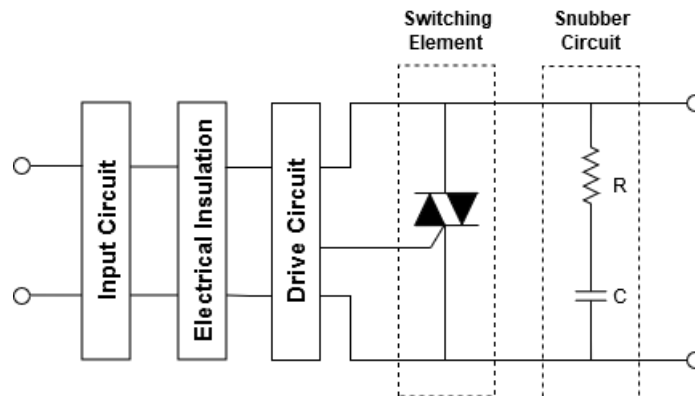 Switching
Element
Snubber
Circuit
Input Circuit
Electrical Insulation
Drive Circuit
R
C